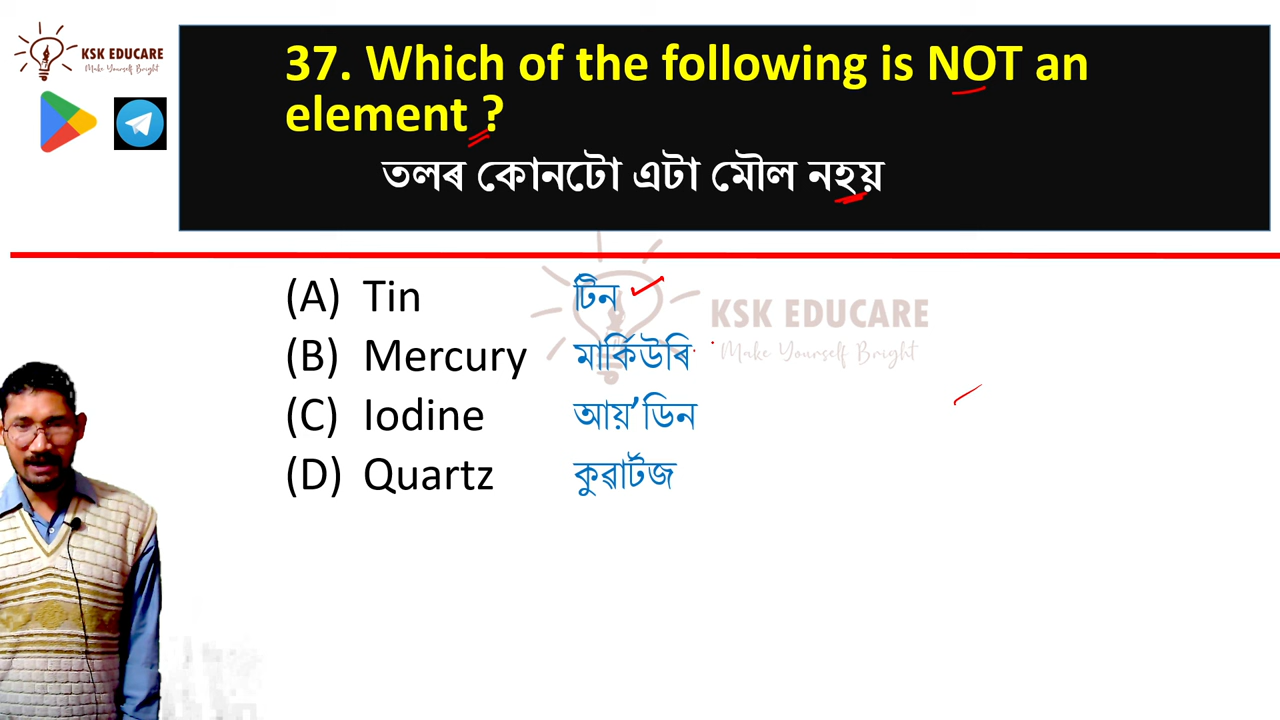 KSK EDUCARE
Make Yourself Bright
37. Which of the following is NOT an
element ?
তলৰ কোনটো এটা মৌল নহয়
(A) Tin টিন
(B) Mercury মাৰ্কিউৰি
(C) Iodine আয়’ডিন
(D) Quartz কুৱাৰ্টজ
KSK EDUCARE
Make Yourself Bright